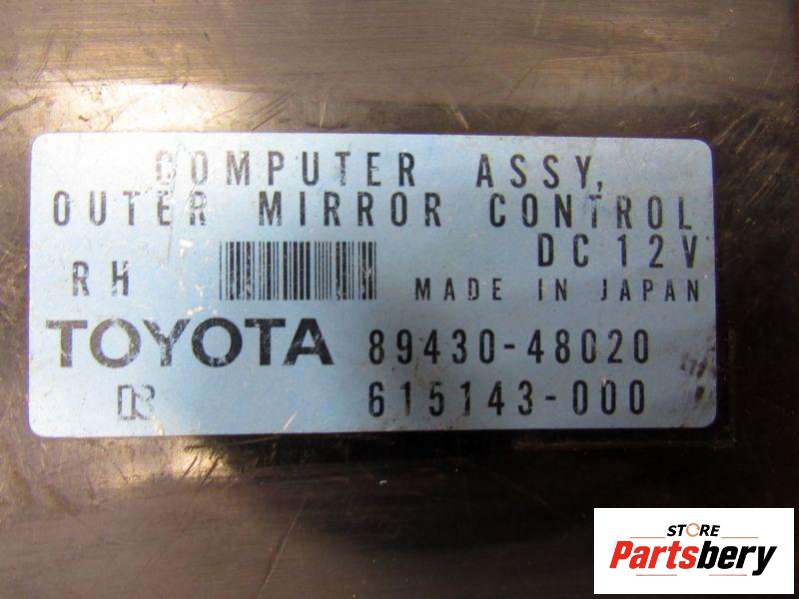 COMPUTER ASSY,
OUTER MIRROR CONTROL
DC12V
RH
MADE IN JAPAN
TOYOTA 89430-48020
615143-000
STORE
Partsbery